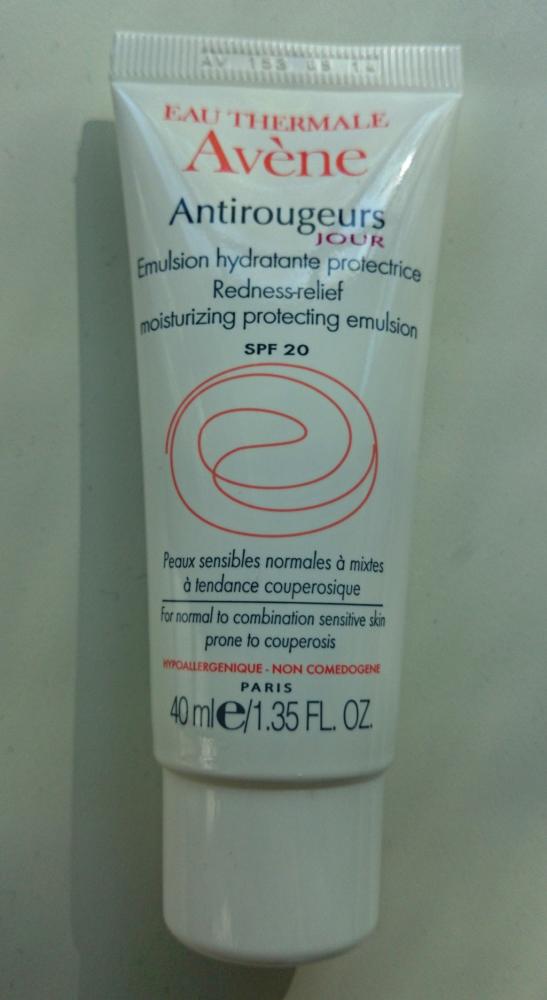 EAU THERMALE
Avène
Antirougeurs
JOUR
Emulsion hydratante protectrice
Redness-relief
moisturizing protecting emulsion
SPF 20
Peaux sensibles normales à mixtes
à tendance couperosique
For normal to combination sensitive skin
prone to couperosis
HYPOALLERGENIQUE - NON COMEDOGENE
PARIS
40 ml e/1.35 FL. OZ.